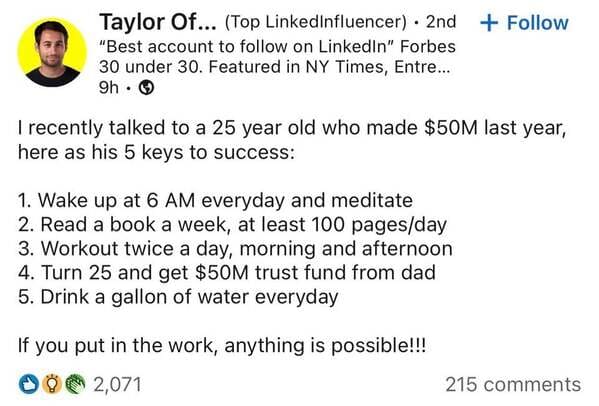 Taylor Of... (Top LinkedInfluencer) • 2nd + Follow
“Best account to follow on LinkedIn” Forbes
30 under 30. Featured in NY Times, Entre...
9h •
I recently talked to a 25 year old who made $50M last year,
here as his 5 keys to success:
1. Wake up at 6 AM everyday and meditate
2. Read a book a week, at least 100 pages/day
3. Workout twice a day, morning and afternoon
4. Turn 25 and get $50M trust fund from dad
5. Drink a gallon of water everyday
If you put in the work, anything is possible!!!
2,071 215 comments